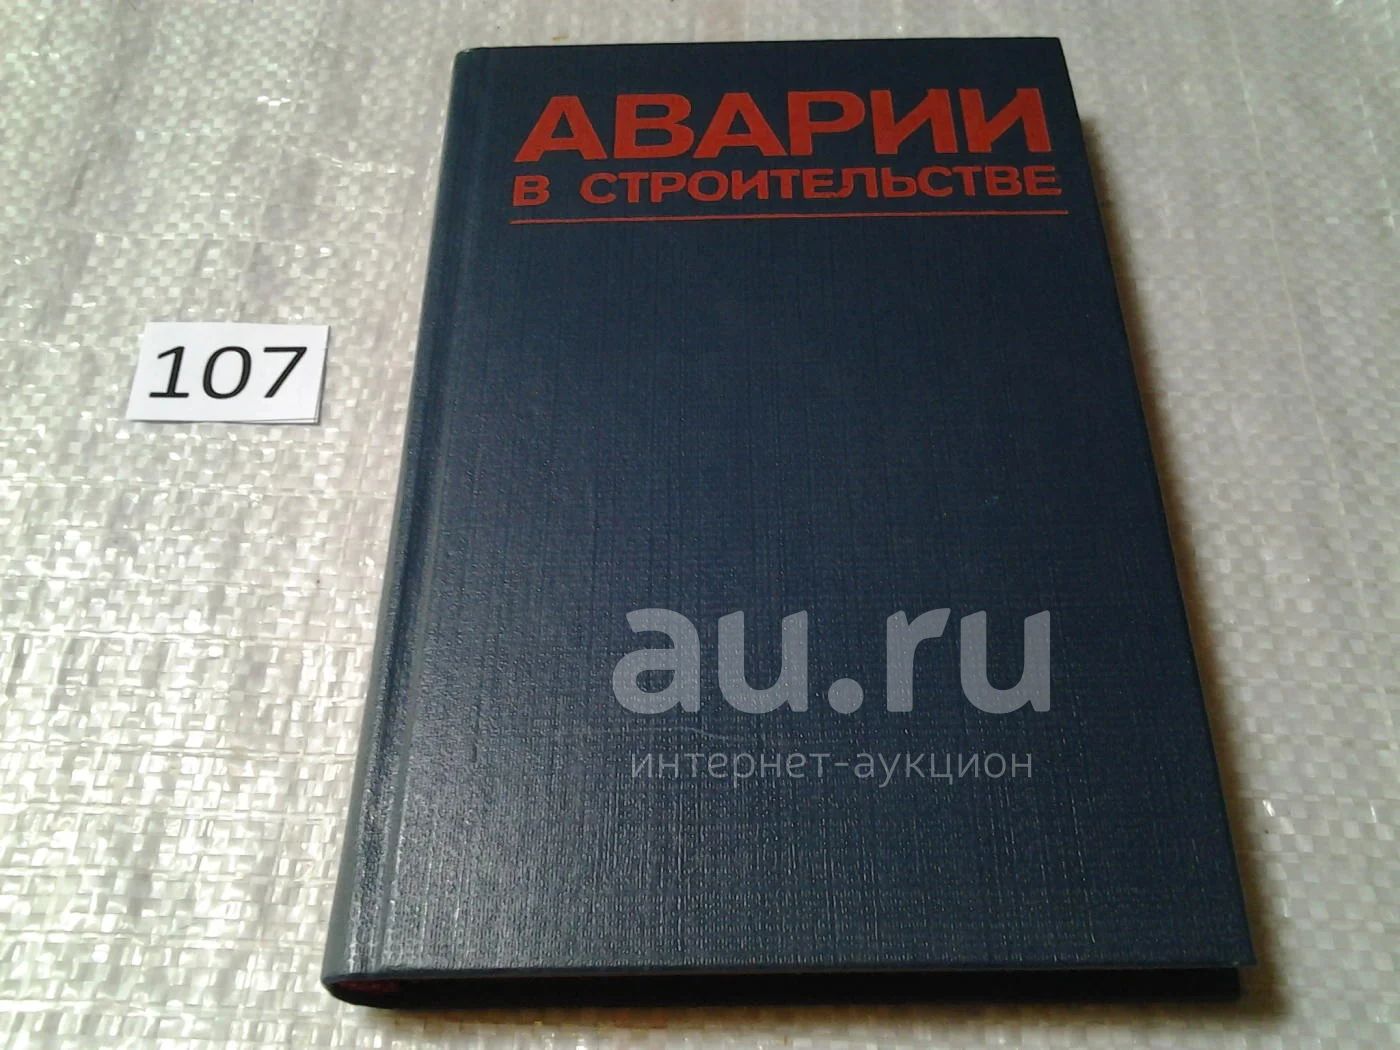 АВАРИИ
В СТРОИТЕЛЬСТВЕ
107
au.ru
интернет-аукцион